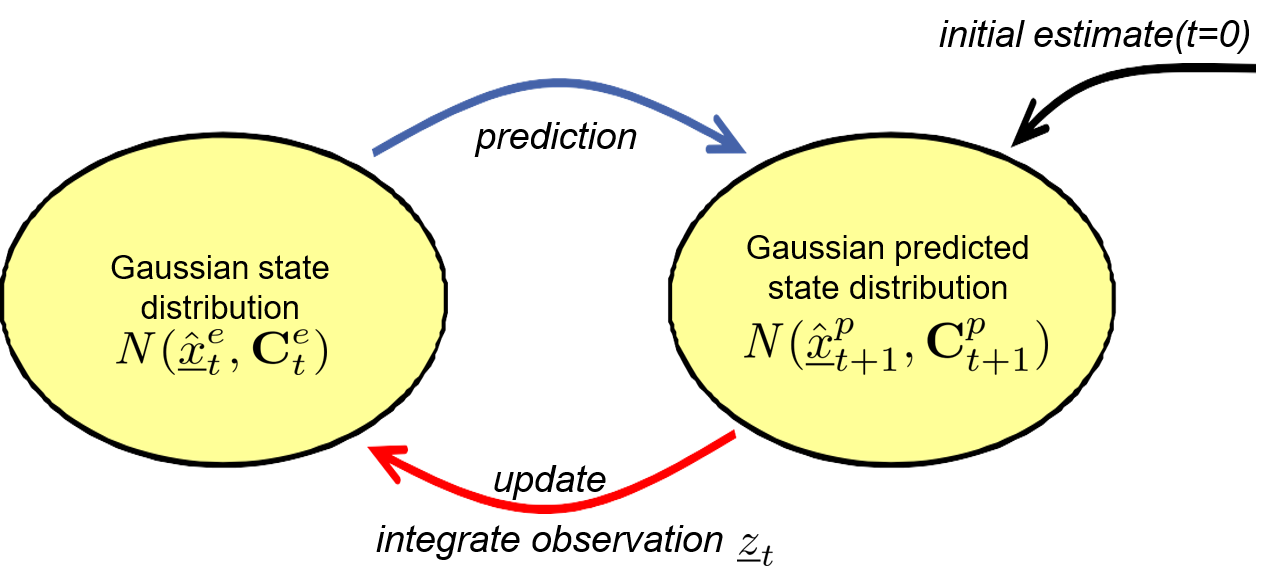 initial estimate(t=0)
prediction
Gaussian state
distribution
$N(\underline{\hat{x}}_t^e, \mathbf{C}_t^e)$
Gaussian predicted
state distribution
$N(\underline{\hat{x}}_{t+1}^p, \mathbf{C}_{t+1}^p)$
update
integrate observation $\underline{z}_t$